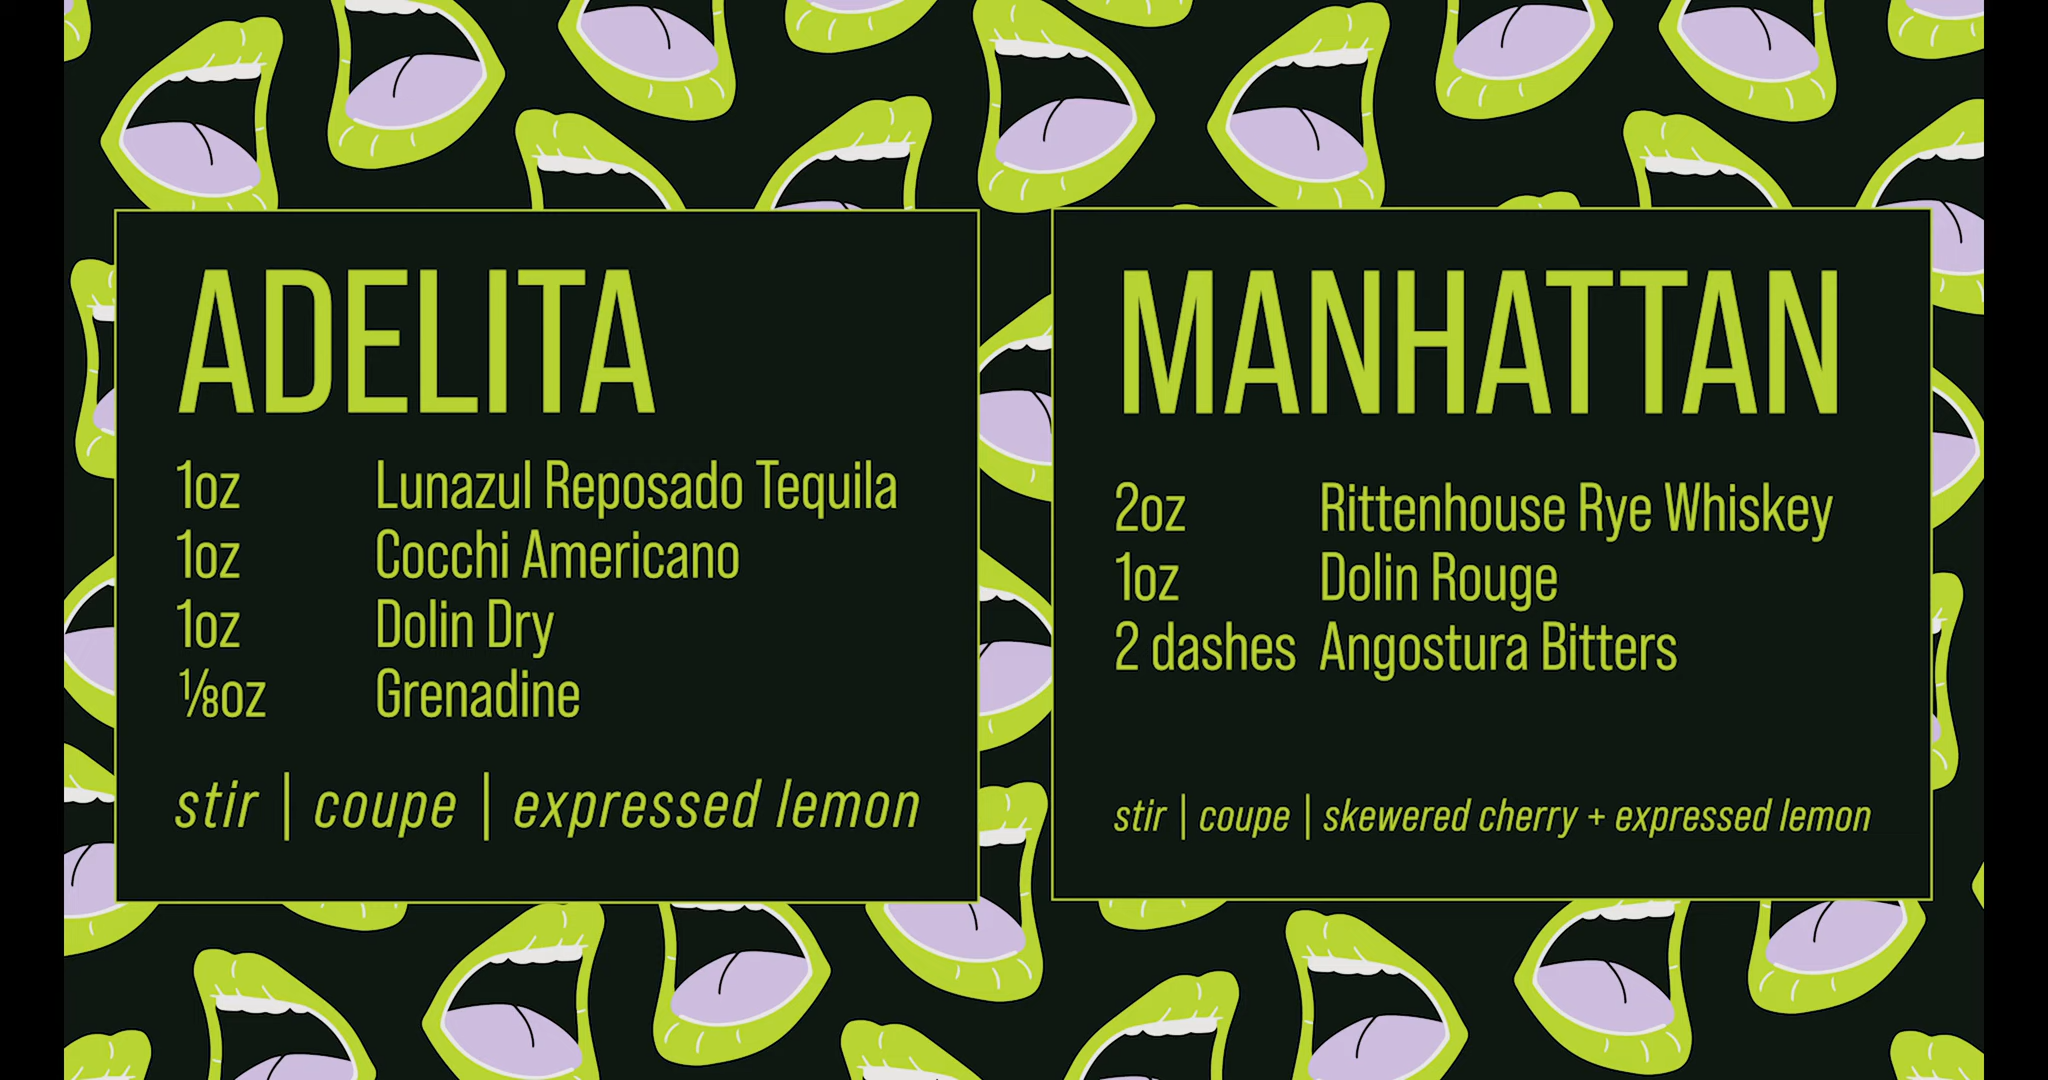 ADELITA
1oz Lunazul Reposado Tequila
1oz Cocchi Americano
1oz Dolin Dry
⅛oz Grenadine
stir | coupe | expressed lemon
MANHATTAN
2oz Rittenhouse Rye Whiskey
1oz Dolin Rouge
2 dashes Angostura Bitters
stir | coupe | skewered cherry + expressed lemon